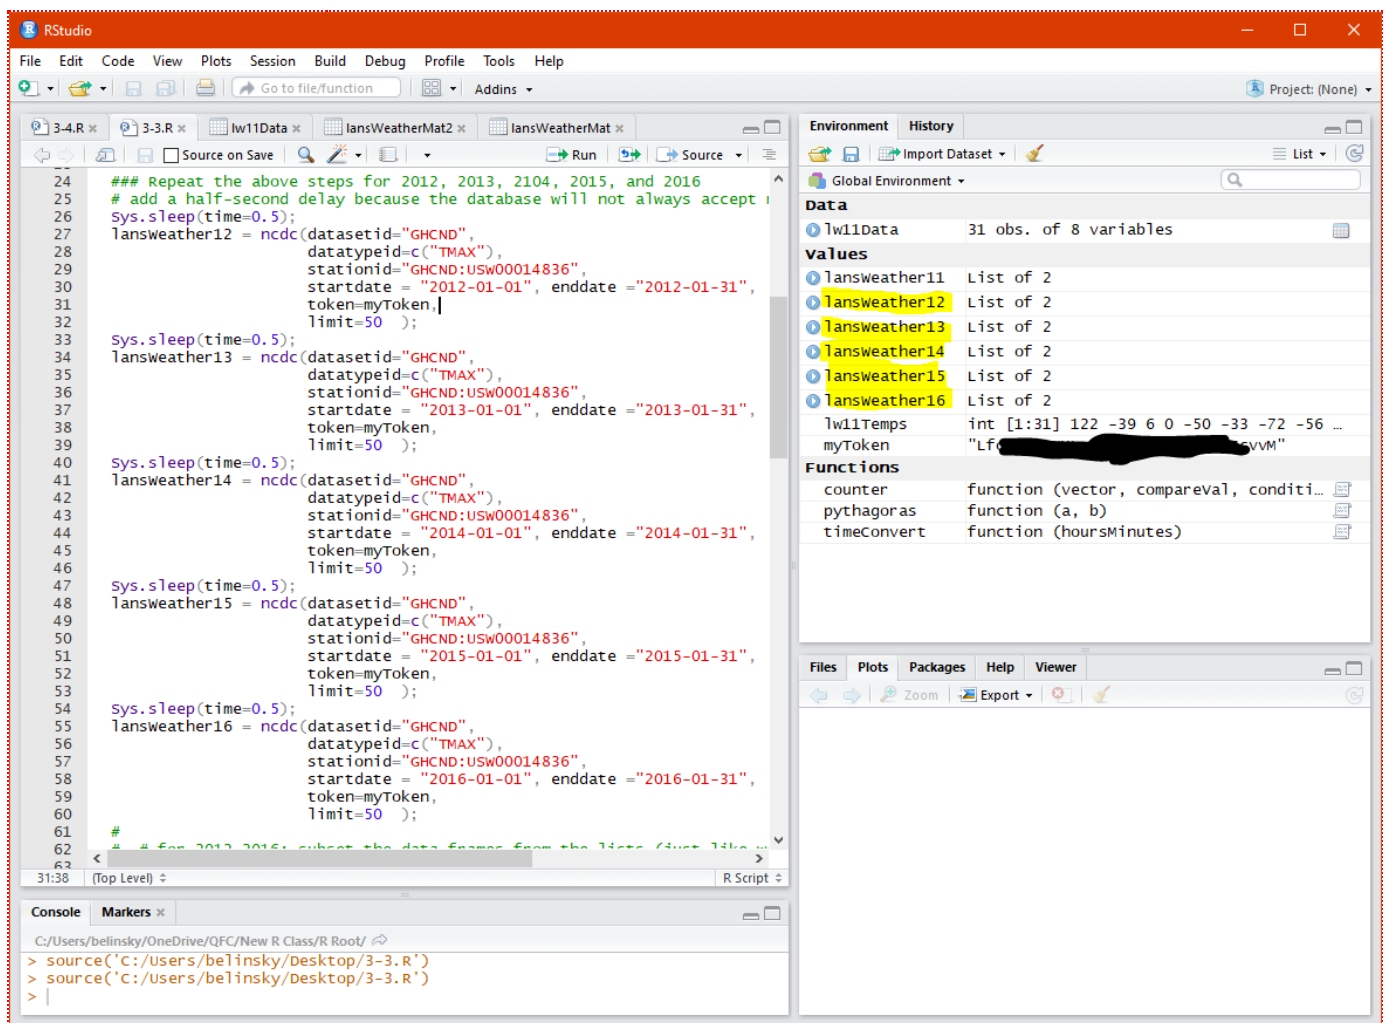 RStudio
File Edit Code View Plots Session Build Debug Profile Tools Help
Go to file/function Addins Project: (None)
3-4.R 3-3.R lw11Data lansWeatherMat2 lansWeatherMat
Source on Save Run Source
24 ### Repeat the above steps for 2012, 2013, 2104, 2015, and 2016
25 # add a half-second delay because the database will not always accept
26 Sys.sleep(time=0.5);
27 lansWeather12 = ncdc(datasetid="GHCND",
28 datatypeid=c("TMAX"),
29 stationid="GHCND:USW00014836",
30 startdate = "2012-01-01", enddate ="2012-01-31",
31 token=myToken,
32 limit=50 );
33 Sys.sleep(time=0.5);
34 lansWeather13 = ncdc(datasetid="GHCND",
35 datatypeid=c("TMAX"),
36 stationid="GHCND:USW00014836",
37 startdate = "2013-01-01", enddate ="2013-01-31",
38 token=myToken,
39 limit=50 );
40 Sys.sleep(time=0.5);
41 lansWeather14 = ncdc(datasetid="GHCND",
42 datatypeid=c("TMAX"),
43 stationid="GHCND:USW00014836",
44 startdate = "2014-01-01", enddate ="2014-01-31",
45 token=myToken,
46 limit=50 );
47 Sys.sleep(time=0.5);
48 lansWeather15 = ncdc(datasetid="GHCND",
49 datatypeid=c("TMAX"),
50 stationid="GHCND:USW00014836",
51 startdate = "2015-01-01", enddate ="2015-01-31",
52 token=myToken,
53 limit=50 );
54 Sys.sleep(time=0.5);
55 lansWeather16 = ncdc(datasetid="GHCND",
56 datatypeid=c("TMAX"),
57 stationid="GHCND:USW00014836",
58 startdate = "2016-01-01", enddate ="2016-01-31",
59 token=myToken,
60 limit=50 );
61 #
62 # # for 2012-2016: subset the data frames from the lists (just like
63
31:38 (Top Level) R Script
Console Markers
C:/Users/belinsky/OneDrive/QFC/New R Class/R Root/
> source('C:/Users/belinsky/Desktop/3-3.R')
> source('C:/Users/belinsky/Desktop/3-3.R')
>
Environment History
Import Dataset List
Global Environment
Data
lw11Data 31 obs. of 8 variables
Values
lansWeather11 List of 2
lansWeather12 List of 2
lansWeather13 List of 2
lansWeather14 List of 2
lansWeather15 List of 2
lansWeather16 List of 2
lw11Temps int [1:31] 122 -39 6 0 -50 -33 -72 -56 ...
myToken
Functions
counter function (vector, compareVal, conditi...
pythagoras function (a, b)
timeConvert function (hoursMinutes)
Files Plots Packages Help Viewer
Zoom Export